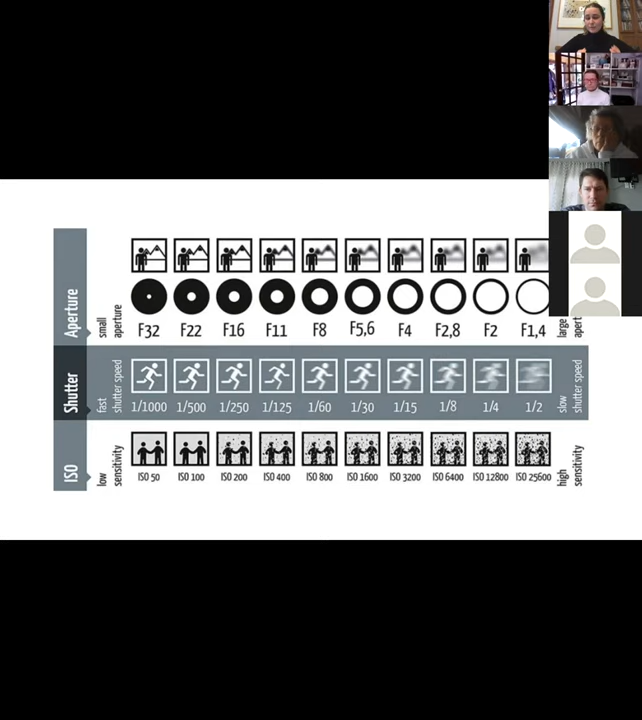 Aperture
small
aperture
F32 F22 F16 F11 F8 F5,6 F4 F2,8 F2 F1,4
large
apert
Shutter
fast
shutter speed
1/1000 1/500 1/250 1/125 1/60 1/30 1/15 1/8 1/4 1/2
slow
shutter speed
ISO
low
sensitivity
ISO 50 ISO 100 ISO 200 ISO 400 ISO 800 ISO 1600 ISO 3200 ISO 6400 ISO 12800 ISO 25600
high
sensitivity